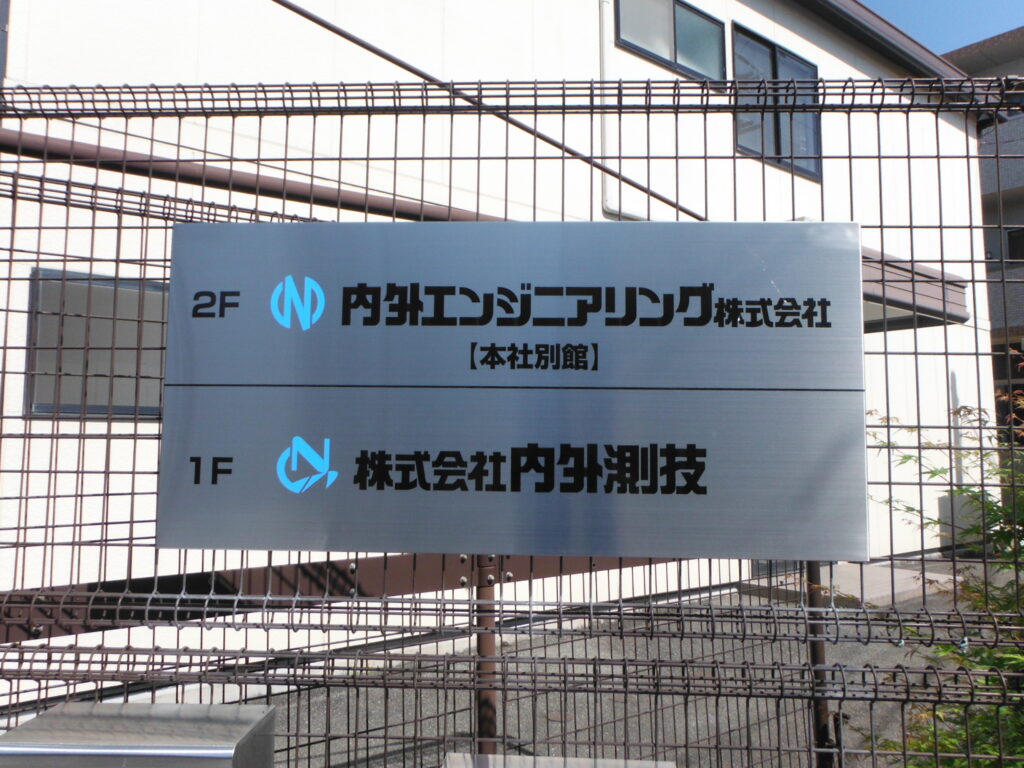 2F 内外エンジニアリング株式会社
【本社別館】
1F 株式会社内外測技